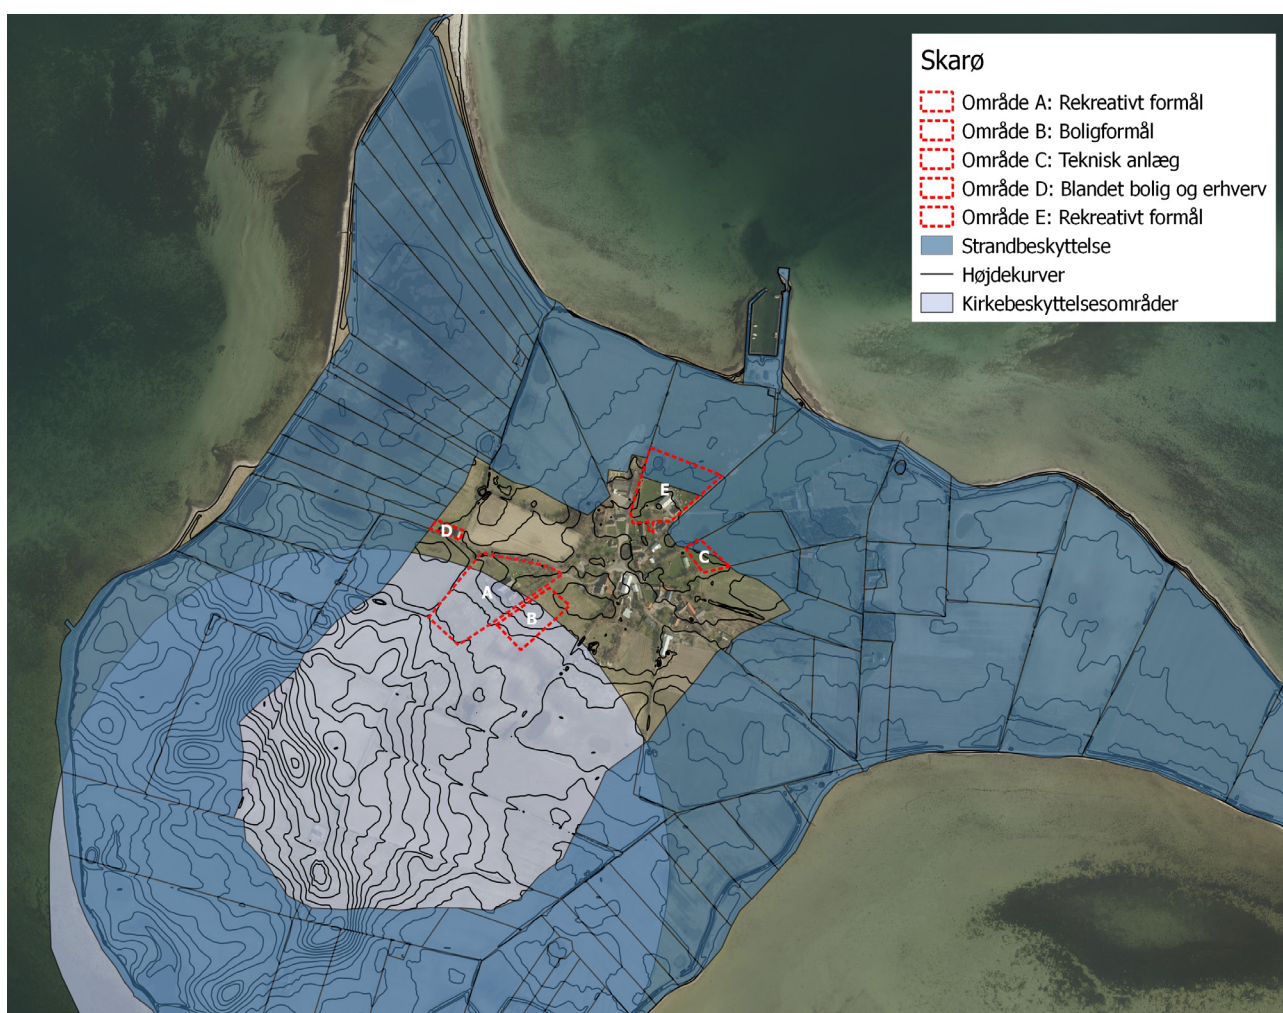 Skarø
Område A: Rekreativt formål
Område B: Boligformål
Område C: Teknisk anlæg
Område D: Blandet bolig og erhverv
Område E: Rekreativt formål
Strandbeskyttelse
Højdekurver
Kirkebeskyttelsesområder
E
D
C
A
B